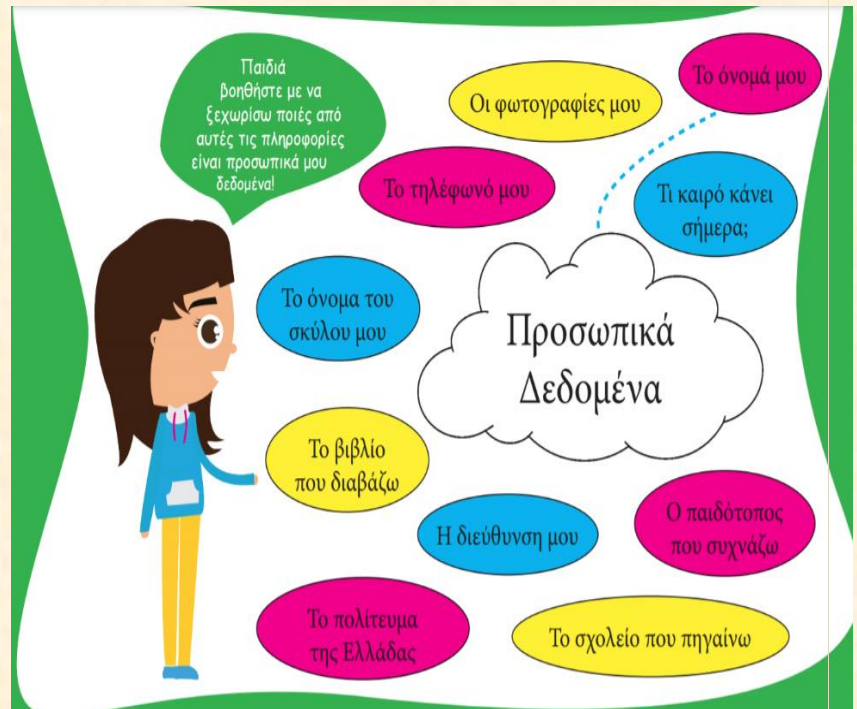 Παιδιά
βοηθήστε με να
ξεχωρίσω ποιές από
αυτές τις πληροφορίες
είναι προσωπικά μου
δεδομένα!
Οι φωτογραφίες μου
Το όνομά μου
Το τηλέφωνό μου
Τι καιρό κάνει
σήμερα;
Το όνομα του
σκύλου μου
Προσωπικά
Δεδομένα
Το βιβλίο
που διαβάζω
Η διεύθυνση μου
Ο παιδότοπος
που συχνάζω
Το πολίτευμα
της Ελλάδας
Το σχολείο που πηγαίνω